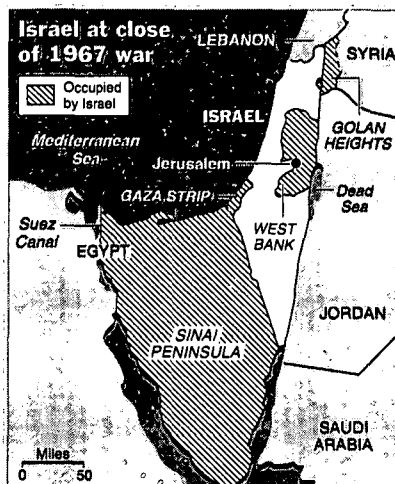 Israel at close
of 1967 war
Occupied
by Israel
LEBANON
SYRIA
ISRAEL
GOLAN
HEIGHTS
Mediterranean
Sea
Jerusalem
GAZA STRIP
Dead
Sea
WEST
BANK
Suez
Canal
EGYPT
JORDAN
SINAI
PENINSULA
SAUDI
ARABIA
Miles
0 50